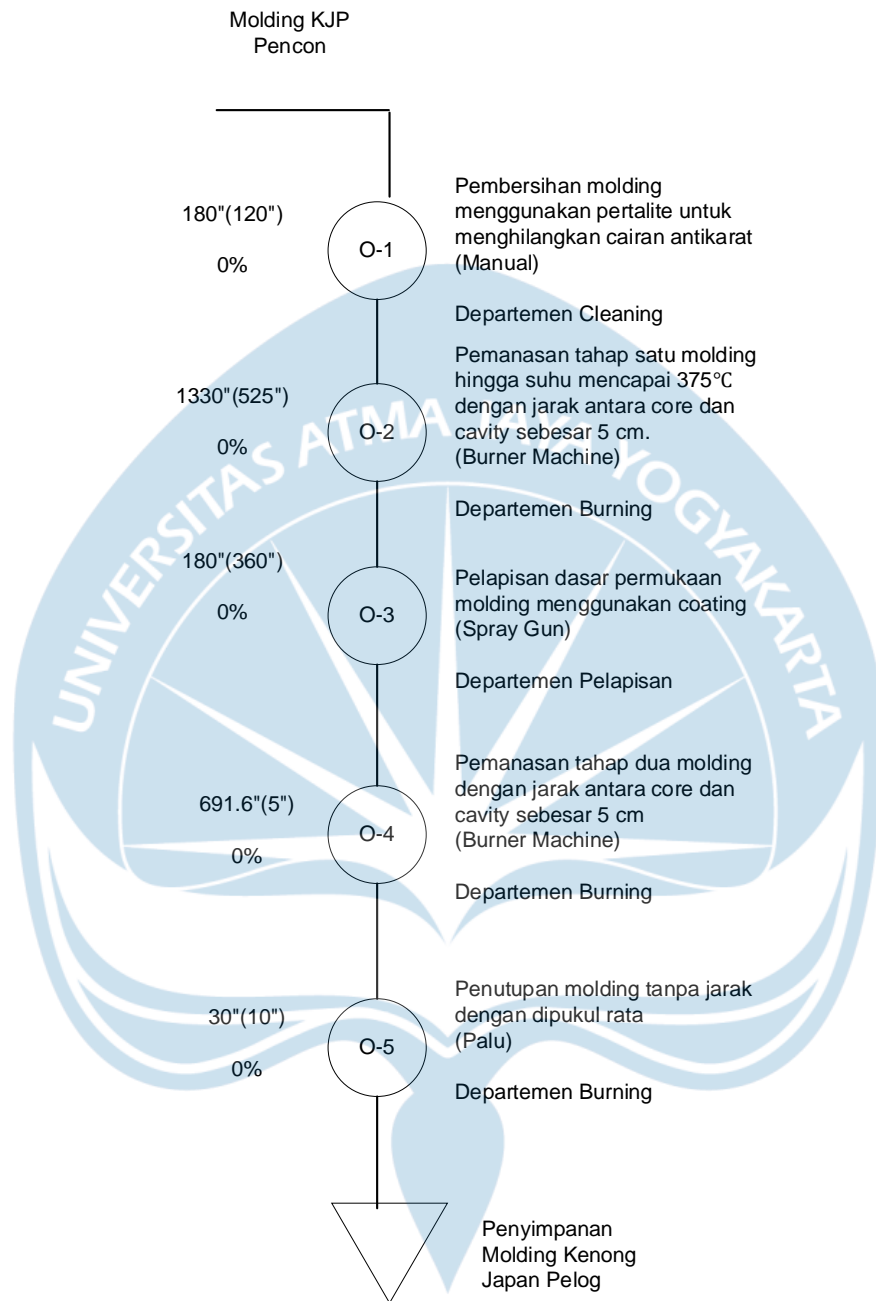 Molding KJP
Pencon
180"(120")
0%
O-1
Pembersihan molding
menggunakan pertalite untuk
menghilangkan cairan antikarat
(Manual)
Departemen Cleaning
1330"(525")
0%
O-2
Pemanasan tahap satu molding
hingga suhu mencapai 375°C
dengan jarak antara core dan
cavity sebesar 5 cm.
(Burner Machine)
Departemen Burning
180"(360")
0%
O-3
Pelapisan dasar permukaan
molding menggunakan coating
(Spray Gun)
Departemen Pelapisan
691.6"(5")
0%
O-4
Pemanasan tahap dua molding
dengan jarak antara core dan
cavity sebesar 5 cm
(Burner Machine)
Departemen Burning
30"(10")
0%
O-5
Penutupan molding tanpa jarak
dengan dipukul rata
(Palu)
Departemen Burning
Penyimpanan
Molding Kenong
Japan Pelog
UNIVERSITAS ATMA JAYA YOGYAKARTA